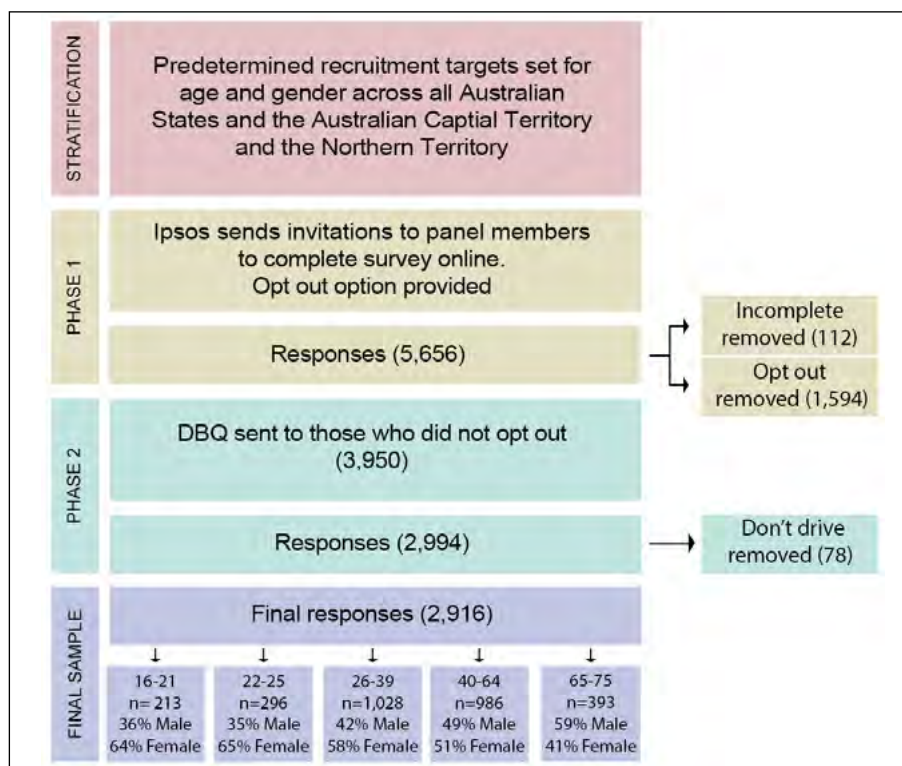 STRATIFICATION
Predetermined recruitment targets set for
age and gender across all Australian
States and the Australian Captial Territory
and the Northern Territory
PHASE 1
Ipsos sends invitations to panel members
to complete survey online.
Opt out option provided
Responses (5,656)
Incomplete
removed (112)
Opt out
removed (1,594)
PHASE 2
DBQ sent to those who did not opt out
(3,950)
Responses (2,994)
Don't drive
removed (78)
FINAL SAMPLE
Final responses (2,916)
16-21
n= 213
36% Male
64% Female
22-25
n= 296
35% Male
65% Female
26-39
n=1,028
42% Male
58% Female
40-64
n= 986
49% Male
51% Female
65-75
n=393
59% Male
41% Female